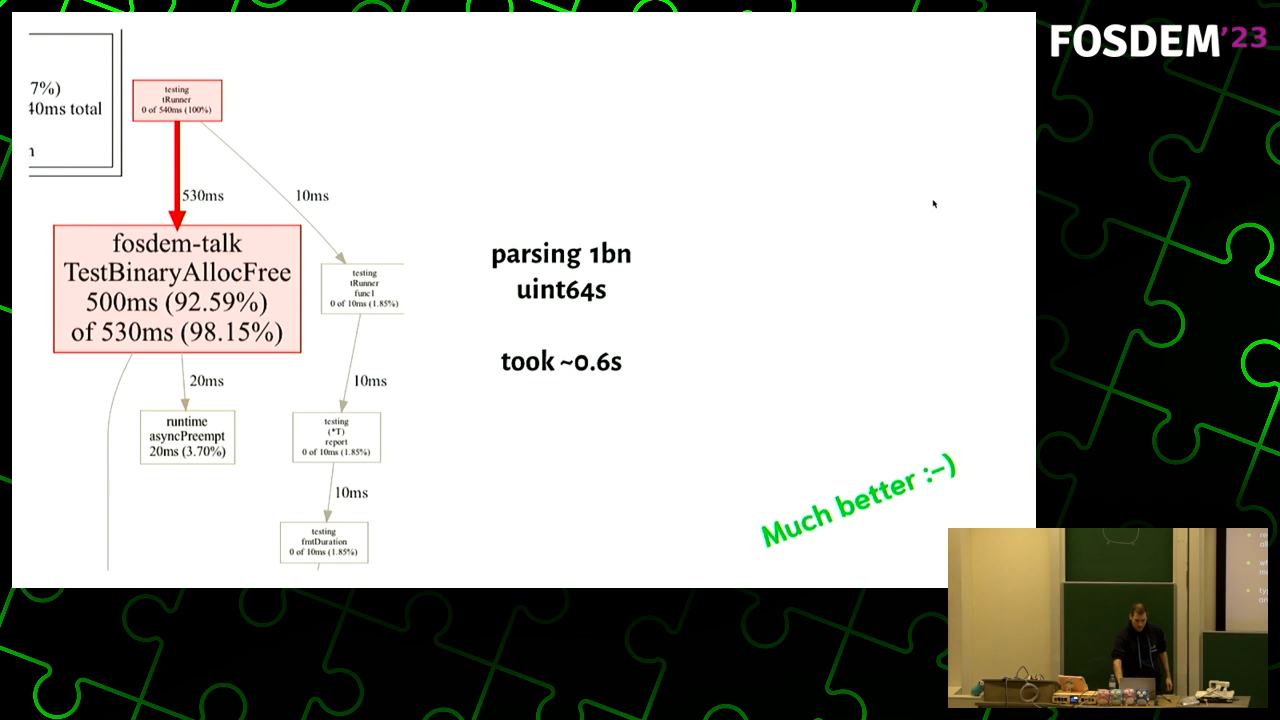 FOSDEM'23
7%)
40ms total
n
testing
tRunner
0 of 540ms (100%)
530ms
10ms
fosdem-talk
TestBinaryAllocFree
500ms (92.59%)
of 530ms (98.15%)
testing
tRunner
func1
0 of 10ms (1.85%)
20ms
10ms
runtime
asyncPreempt
20ms (3.70%)
testing
(*T)
report
0 of 10ms (1.85%)
10ms
testing
fmtDuration
0 of 10ms (1.85%)
parsing 1bn
uint64s
took ~0.6s
Much better :-)